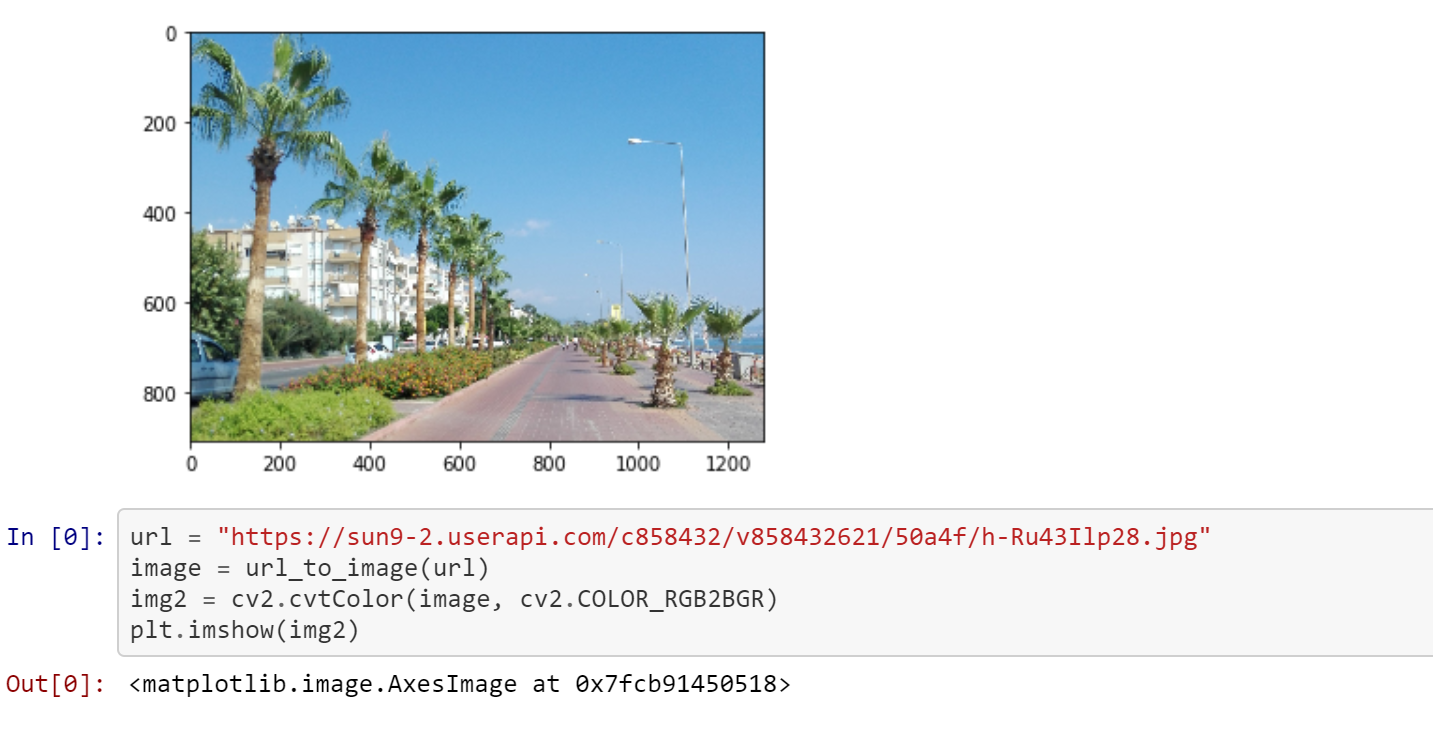 0
200
400
600
800
0 200 400 600 800 1000 1200
In [0]: url = "https://sun9-2.userapi.com/c858432/v858432621/50a4f/h-Ru43Ilp28.jpg"
image = url_to_image(url)
img2 = cv2.cvtColor(image, cv2.COLOR_RGB2BGR)
plt.imshow(img2)
Out[0]: <matplotlib.image.AxesImage at 0x7fcb91450518>